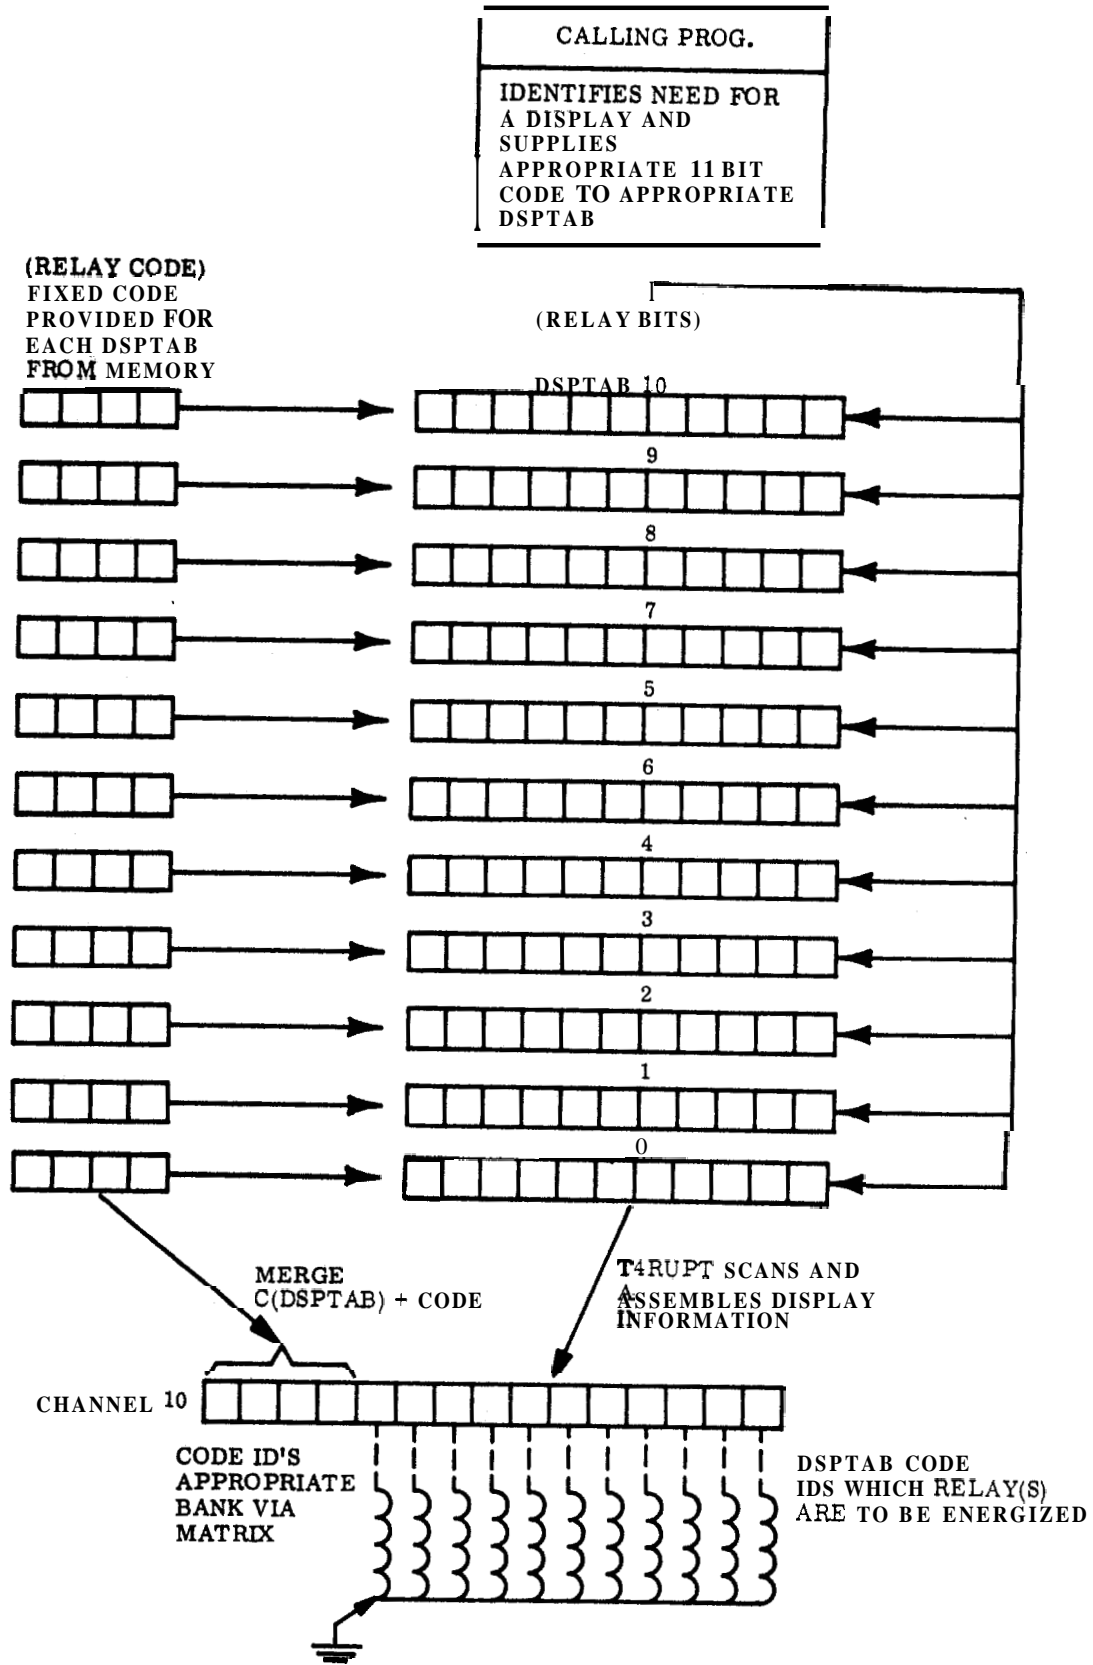 CALLING PROG.
IDENTIFIES NEED FOR
A DISPLAY AND
SUPPLIES
APPROPRIATE 11 BIT
CODE TO APPROPRIATE
DSPTAB
(RELAY CODE)
FIXED CODE
PROVIDED FOR
EACH DSPTAB
FROM MEMORY
(RELAY BITS)
DSPTAB 10
9
8
7
5
6
4
3
2
1
0
MERGE
C(DSPTAB) + CODE
T4RUPT SCANS AND
ASSEMBLES DISPLAY
INFORMATION
CHANNEL 10
CODE ID'S
APPROPRIATE
BANK VIA
MATRIX
DSPTAB CODE
IDS WHICH RELAY(S)
ARE TO BE ENERGIZED